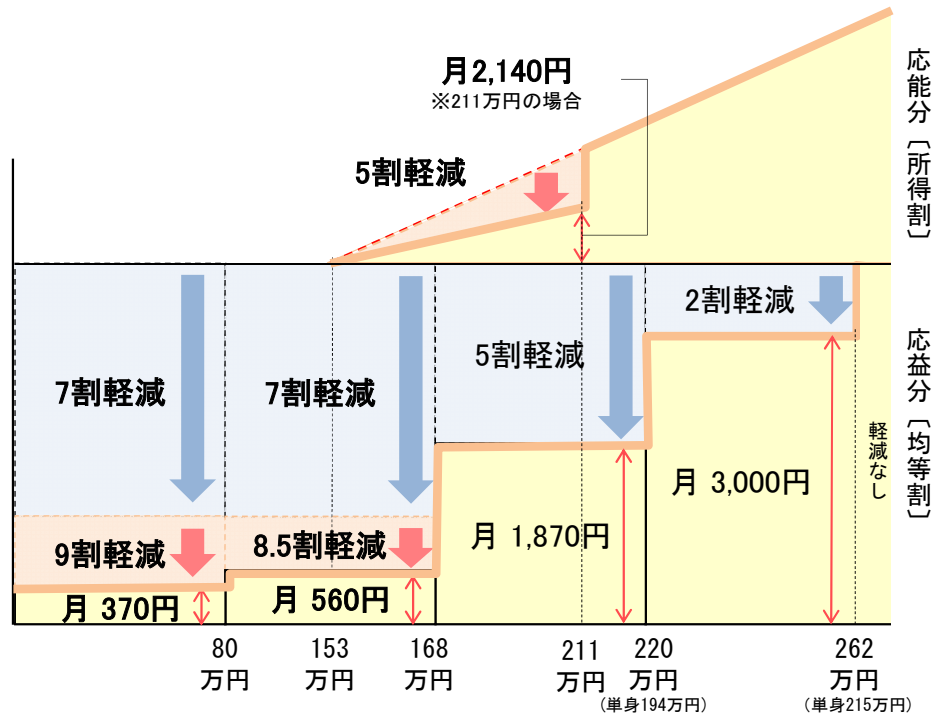 月2,140円
※211万円の場合
5割軽減
応能分〔所得割〕
7割軽減
7割軽減
5割軽減
2割軽減
9割軽減
8.5割軽減
月 370円
月 560円
月 1,870円
月 3,000円
軽減なし
応益分〔均等割〕
80
万円
153
万円
168
万円
211
万円
220
万円
(単身194万円)
262
万円
(単身215万円)